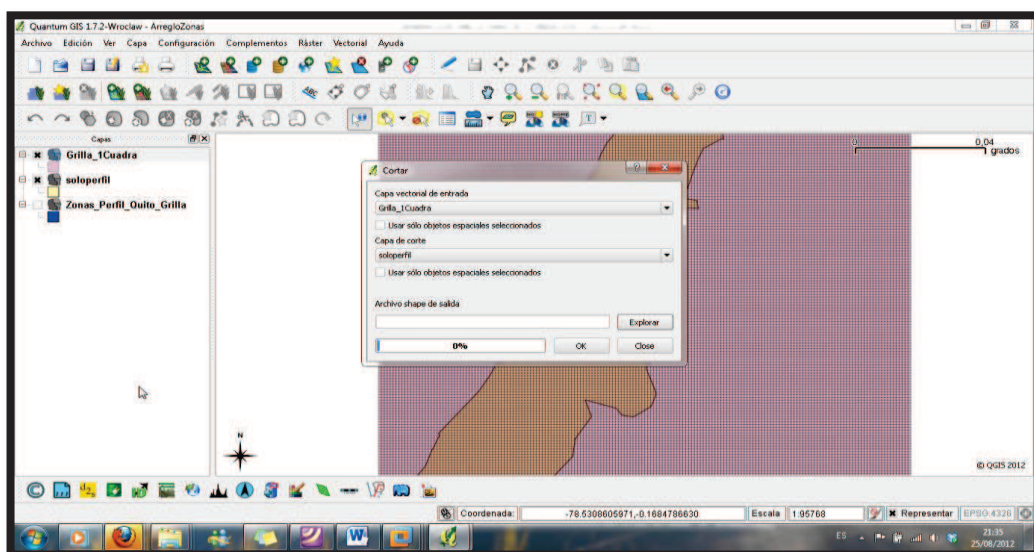 Quantum GIS 1.7.2-Wroclaw - ArregloZonas
Archivo Edición Ver Capa Configuración Complementos Ráster Vectorial Ayuda
Capas
Grilla_1Cuadra
soloperfil
Zonas_Perfil_Quito_Grilla
0 0,04
grados
Cortar
Capa vectorial de entrada
Grilla_1Cuadra
Usar sólo objetos espaciales seleccionados
Capa de corte
soloperfil
Usar sólo objetos espaciales seleccionados
Archivo shape de salida
Explorar
0% OK Close
N
© QGIS 2012
Coordenada: -78.5308605971,-0.1684786630 Escala 1:95768 Representar EPSG:4326
ES 21:35
25/08/2012